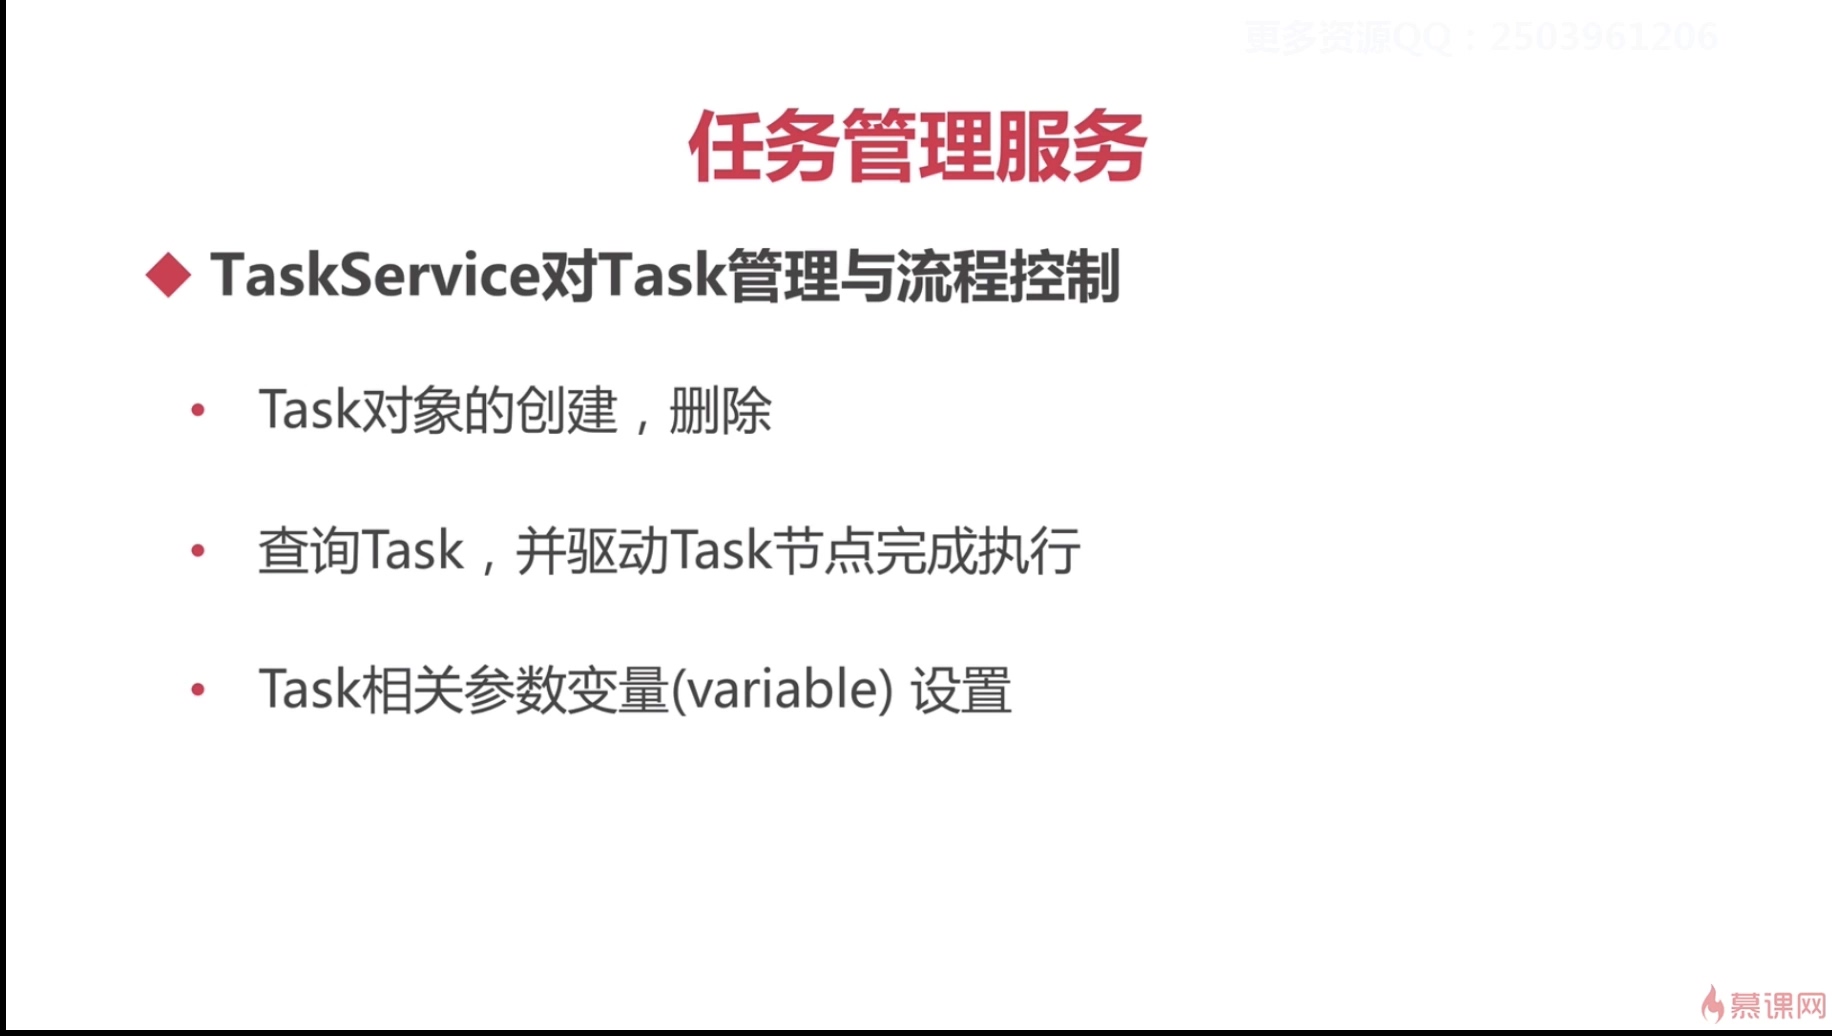 更多资源QQ：2503961206
任务管理服务
TaskService对Task管理与流程控制
Task对象的创建，删除
查询Task，并驱动Task节点完成执行
Task相关参数变量(variable) 设置
慕课网